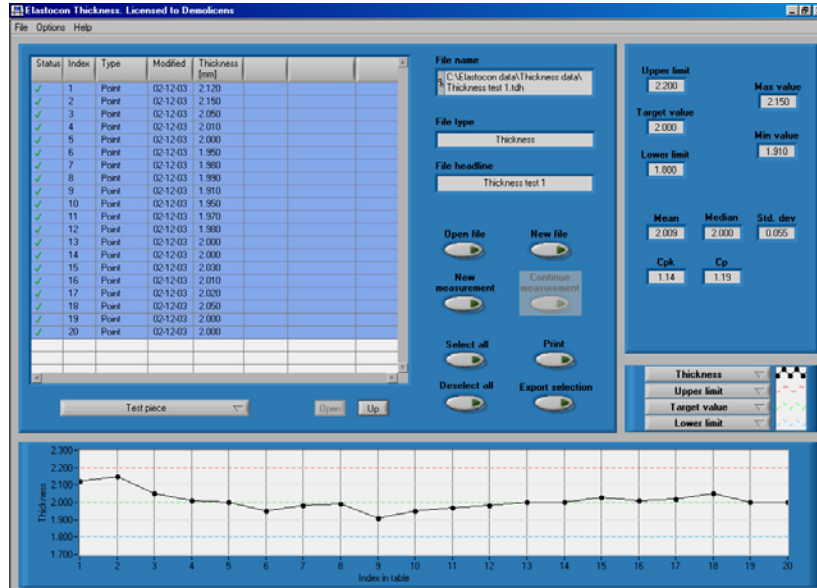 Elastocon Thickness. Licensed to Demolicens
File Options Help
Status Index Type Modified Thickness [mm]
1 Point 02-12-03 2.120
2 Point 02-12-03 2.150
3 Point 02-12-03 2.050
4 Point 02-12-03 2.010
5 Point 02-12-03 2.000
6 Point 02-12-03 1.950
7 Point 02-12-03 1.980
8 Point 02-12-03 1.990
9 Point 02-12-03 1.910
10 Point 02-12-03 1.950
11 Point 02-12-03 1.970
12 Point 02-12-03 1.980
13 Point 02-12-03 2.000
14 Point 02-12-03 2.000
15 Point 02-12-03 2.030
16 Point 02-12-03 2.010
17 Point 02-12-03 2.020
18 Point 02-12-03 2.050
19 Point 02-12-03 2.000
20 Point 02-12-03 2.000
Test piece
Open Up
File name
C:\Elastocon data\Thickness data\
Thickness test 1.tdh
File type
Thickness
File headline
Thickness test 1
Open file New file
New measurement
Continue measurement
Select all Print
Deselect all Export selection
Upper limit
2.200
Max value
2.150
Target value
2.000
Min value
1.910
Lower limit
1.800
Mean Median Std. dev
2.009 2.000 0.055
Cpk Cp
1.14 1.19
Thickness
Upper limit
Target value
Lower limit
Thickness
2.300
2.200
2.100
2.000
1.900
1.800
1.700
1 2 3 4 5 6 7 8 9 10 11 12 13 14 15 16 17 18 19 20
Index in table